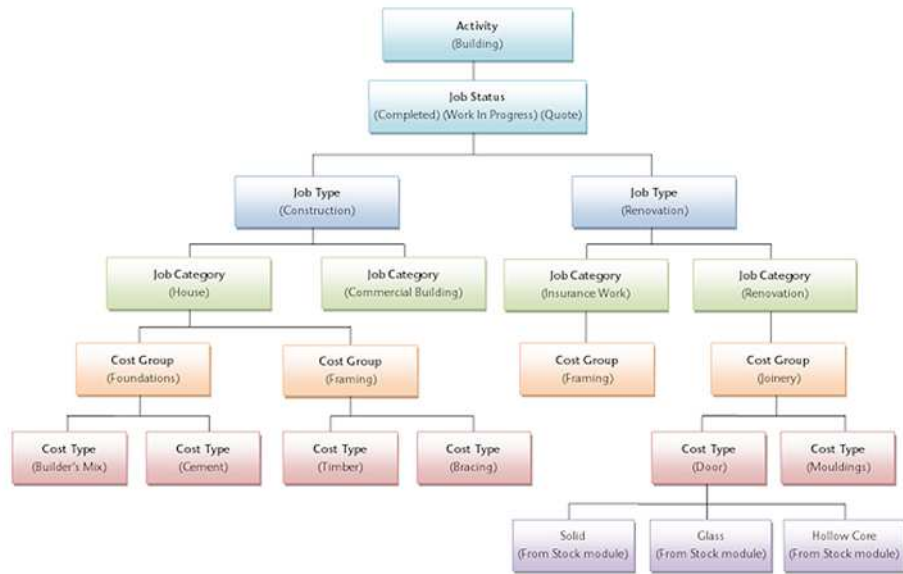 Activity
(Building)
Job Status
(Completed) (Work In Progress) (Quote)
Job Type
(Construction)
Job Type
(Renovation)
Job Category
(House)
Job Category
(Commercial Building)
Job Category
(Insurance Work)
Job Category
(Renovation)
Cost Group
(Foundations)
Cost Group
(Framing)
Cost Group
(Framing)
Cost Group
(Joinery)
Cost Type
(Builder's Mix)
Cost Type
(Cement)
Cost Type
(Timber)
Cost Type
(Bracing)
Cost Type
(Door)
Cost Type
(Mouldings)
Solid
(From Stock module)
Glass
(From Stock module)
Hollow Core
(From Stock module)